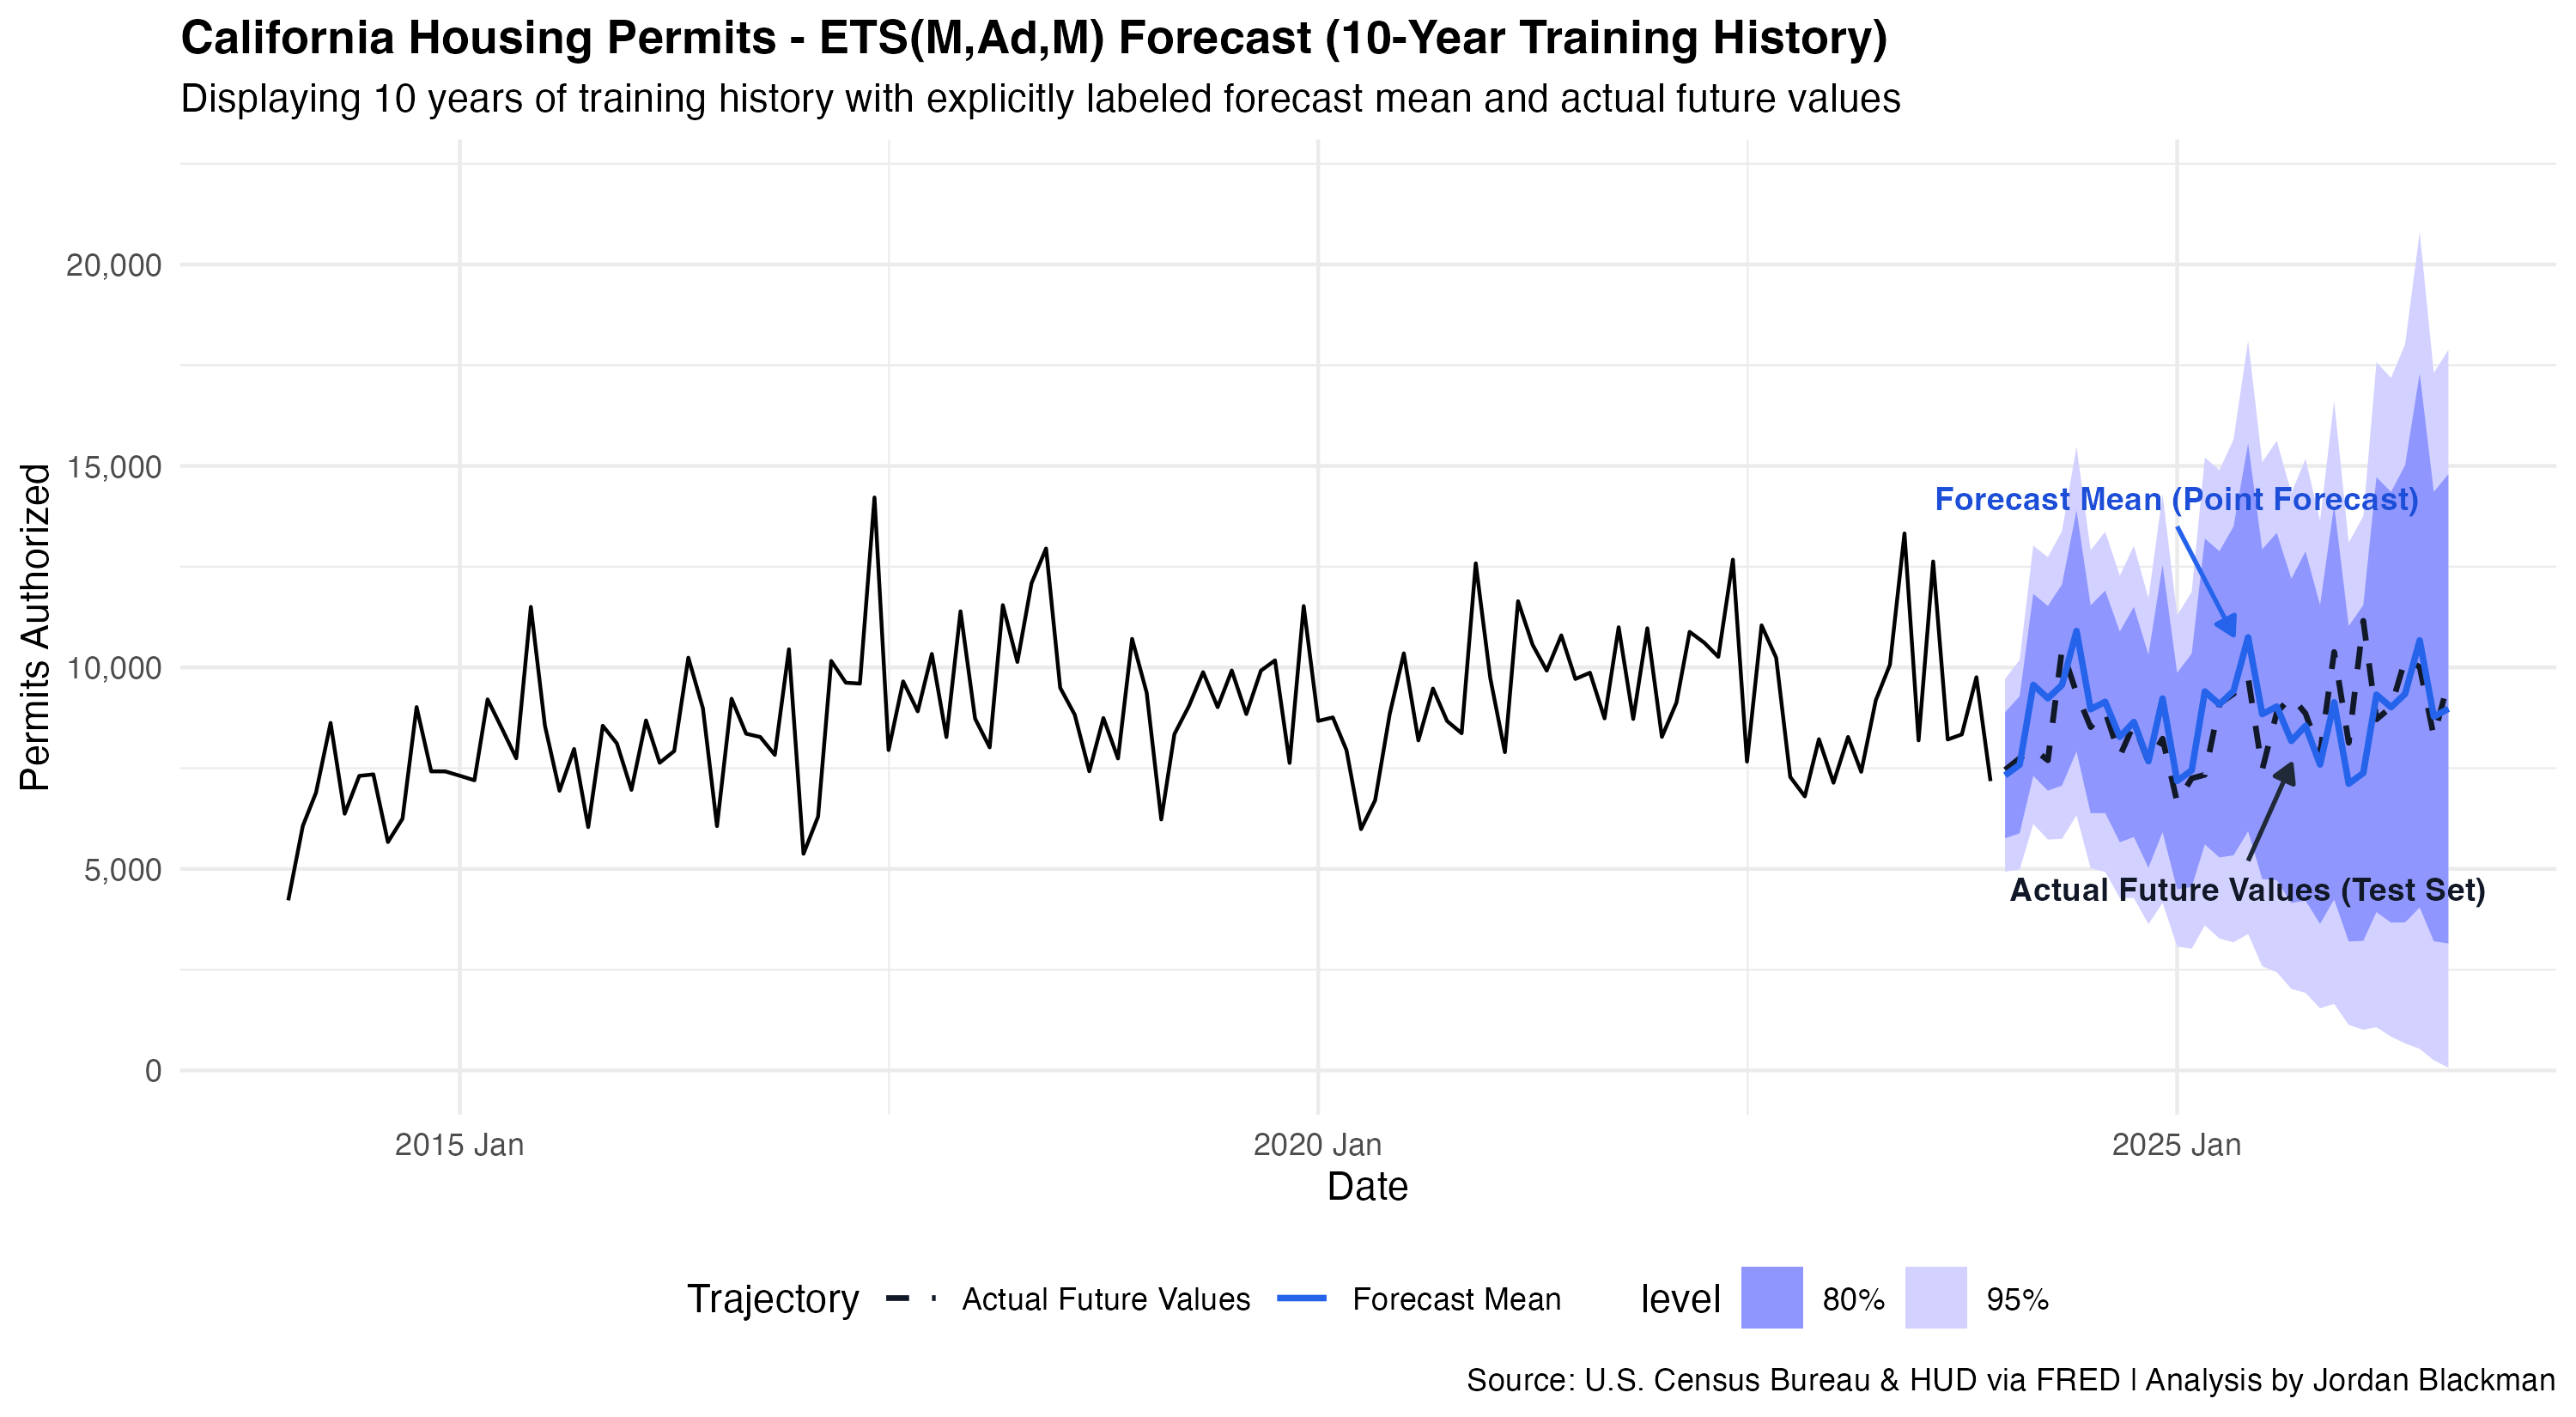 California Housing Permits - ETS(M,Ad,M) Forecast (10-Year Training History)
Displaying 10 years of training history with explicitly labeled forecast mean and actual future values
Permits Authorized
20,000
15,000
10,000
5,000
0
Forecast Mean (Point Forecast)
Actual Future Values (Test Set)
2015 Jan
2020 Jan
2025 Jan
Date
Trajectory
Actual Future Values
Forecast Mean
level
80%
95%
Source: U.S. Census Bureau & HUD via FRED | Analysis by Jordan Blackman